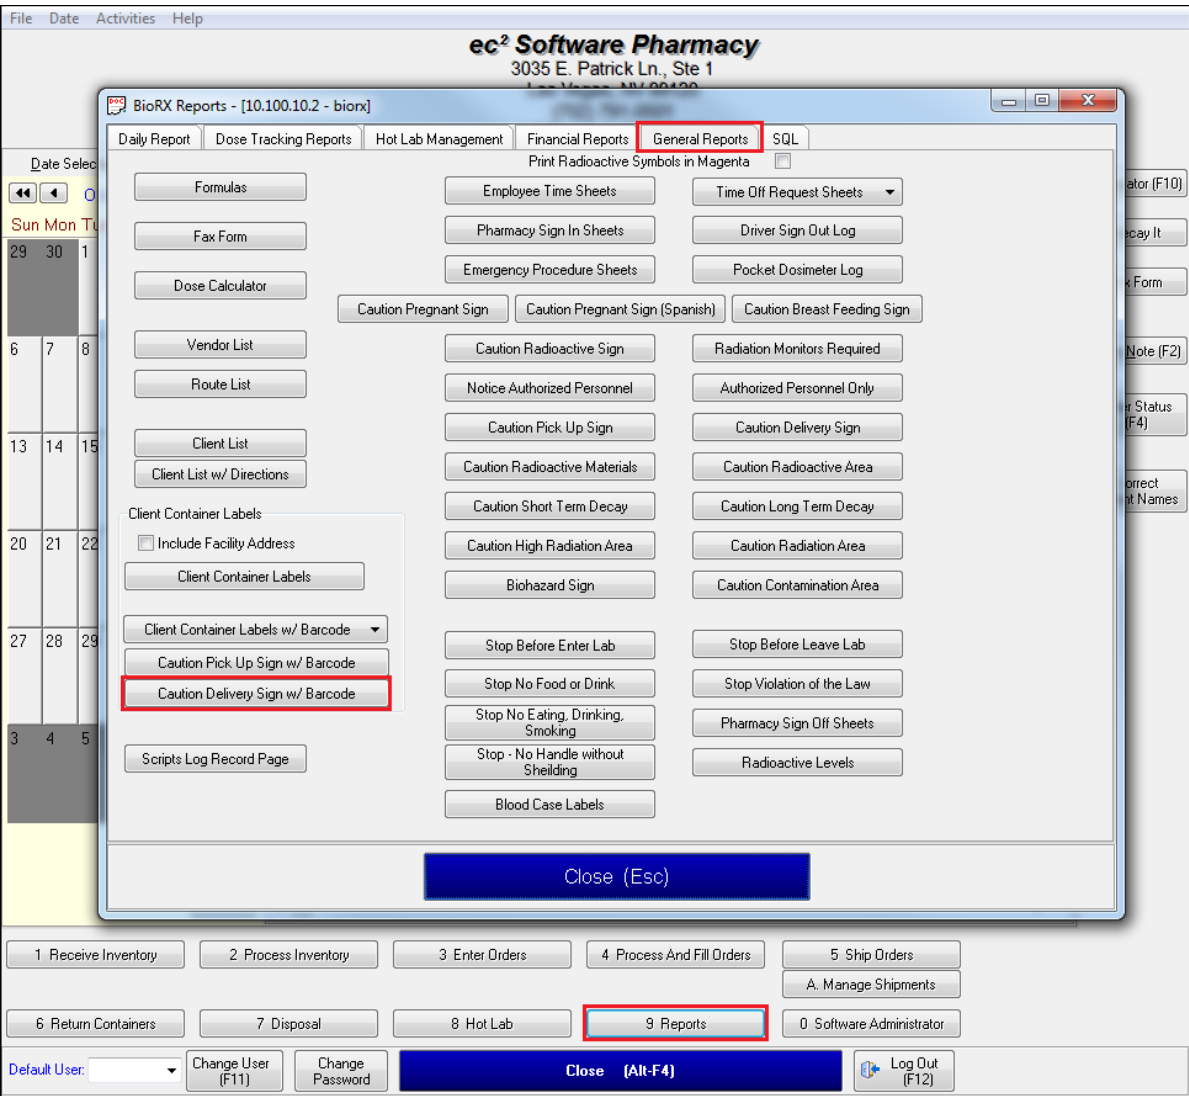 File Date Activities Help
ec² Software Pharmacy
3035 E. Patrick Ln., Ste 1
BioRX Reports - [10.100.10.2 - biorx]
Daily Report Dose Tracking Reports Hot Lab Management Financial Reports General Reports SQL
Print Radioactive Symbols in Magenta
Date Selec
Sun Mon Tu
29 30 1
6 7 8
13 14 15
20 21 22
27 28 29
3 4 5
Formulas
Fax Form
Dose Calculator
Vendor List
Route List
Client List
Client List w/ Directions
Client Container Labels
Include Facility Address
Client Container Labels
Client Container Labels w/ Barcode
Caution Pick Up Sign w/ Barcode
Caution Delivery Sign w/ Barcode
Scripts Log Record Page
Employee Time Sheets Time Off Request Sheets
Pharmacy Sign In Sheets Driver Sign Out Log
Emergency Procedure Sheets Pocket Dosimeter Log
Caution Pregnant Sign Caution Pregnant Sign (Spanish) Caution Breast Feeding Sign
Caution Radioactive Sign Radiation Monitors Required
Notice Authorized Personnel Authorized Personnel Only
Caution Pick Up Sign Caution Delivery Sign
Caution Radioactive Materials Caution Radioactive Area
Caution Short Term Decay Caution Long Term Decay
Caution High Radiation Area Caution Radiation Area
Biohazard Sign Caution Contamination Area
Stop Before Enter Lab Stop Before Leave Lab
Stop No Food or Drink Stop Violation of the Law
Stop No Eating, Drinking,
Smoking
Pharmacy Sign Off Sheets
Stop - No Handle without
Sheilding
Radioactive Levels
Blood Case Labels
Close (Esc)
ator (F10)
ecay It
x Form
Note (F2)
r Status
(F4)
orrect
nt Names
1 Receive Inventory 2 Process Inventory 3 Enter Orders 4 Process And Fill Orders 5 Ship Orders
A. Manage Shipments
6 Return Containers 7 Disposal 8 Hot Lab 9 Reports 0 Software Administrator
Default User:
Change User
(F11)
Change
Password
Close (Alt-F4)
Log Out
(F12)